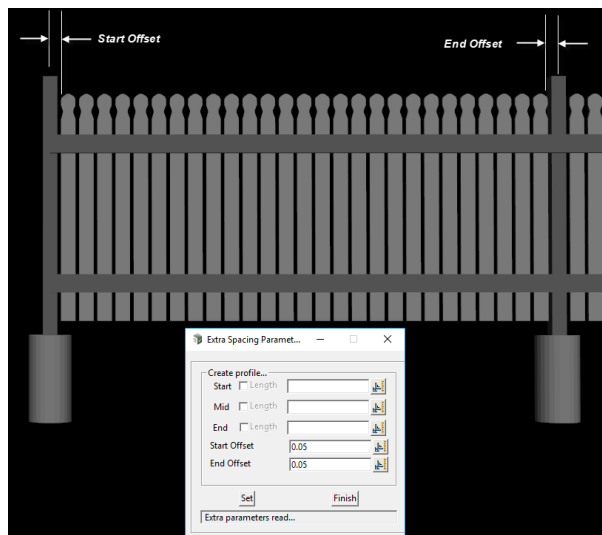 Start Offset
End Offset
Extra Spacing Paramet...
Create profile...
Start Length
Mid Length
End Length
Start Offset 0.05
End Offset 0.05
Set Finish
Extra parameters read...